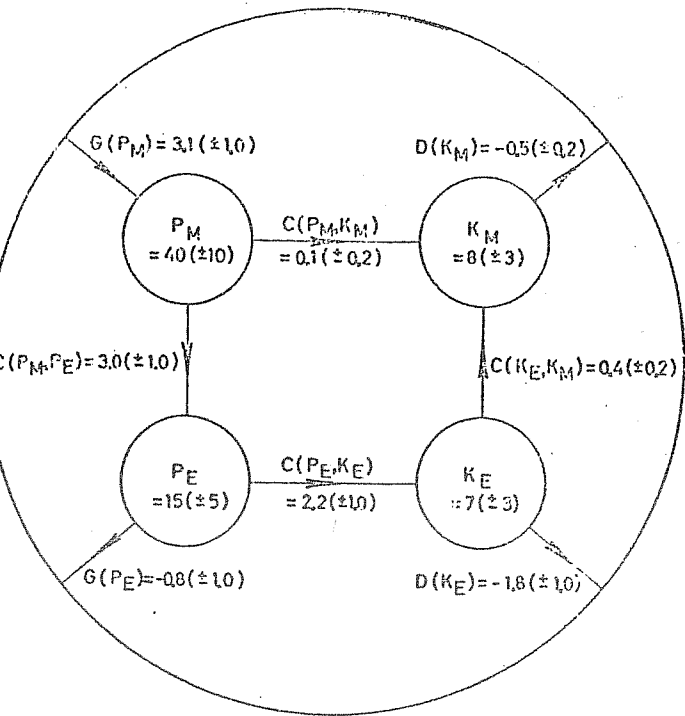 G(P_M)=3,1(±1,0)
D(K_M)=-0,5(±0,2)
P_M
=40(±10)
C(P_M,K_M)
=0,1(±0,2)
K_M
=8(±3)
C(P_M,P_E)=3,0(±1,0)
C(K_E,K_M)=0,4(±0,2)
P_E
=15(±5)
C(P_E,K_E)
=2,2(±1,0)
K_E
=7(±3)
G(P_E)=-0,8(±1,0)
D(K_E)=-1,8(±1,0)